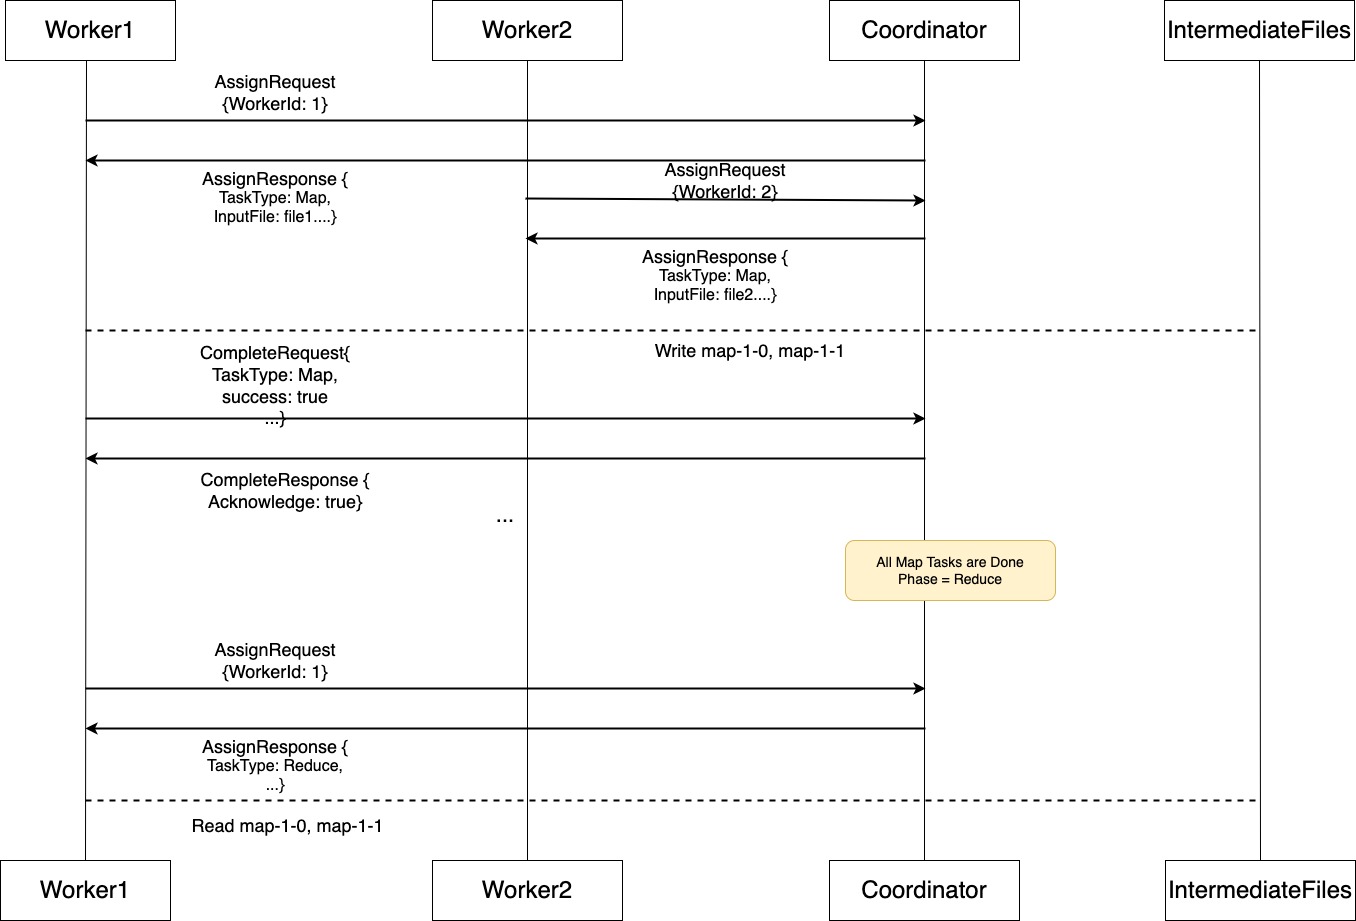 Worker1
Worker2
Coordinator
IntermediateFiles
AssignRequest
{WorkerId: 1}
AssignResponse {
TaskType: Map,
InputFile: file1....}
AssignRequest
{WorkerId: 2}
AssignResponse {
TaskType: Map,
InputFile: file2....}
Write map-1-0, map-1-1
CompleteRequest{
TaskType: Map,
success: true
...}
CompleteResponse {
Acknowledge: true}
...
All Map Tasks are Done
Phase = Reduce
AssignRequest
{WorkerId: 1}
AssignResponse {
TaskType: Reduce,
...}
Read map-1-0, map-1-1
Worker1
Worker2
Coordinator
IntermediateFiles